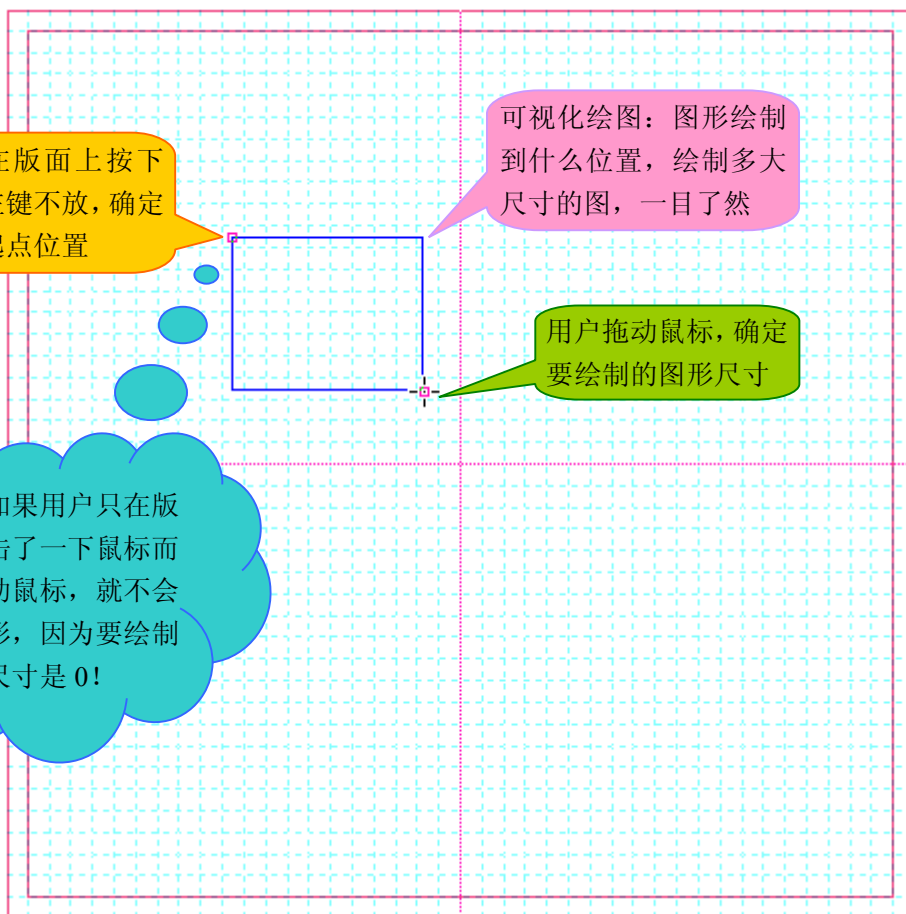 可视化绘图：图形绘制
到什么位置，绘制多大
尺寸的图，一目了然
在版面上按下
左键不放，确定
起点位置
用户拖动鼠标，确定
要绘制的图形尺寸
如果用户只在版
击了一下鼠标而
动鼠标，就不会
形，因为要绘制
尺寸是 0！